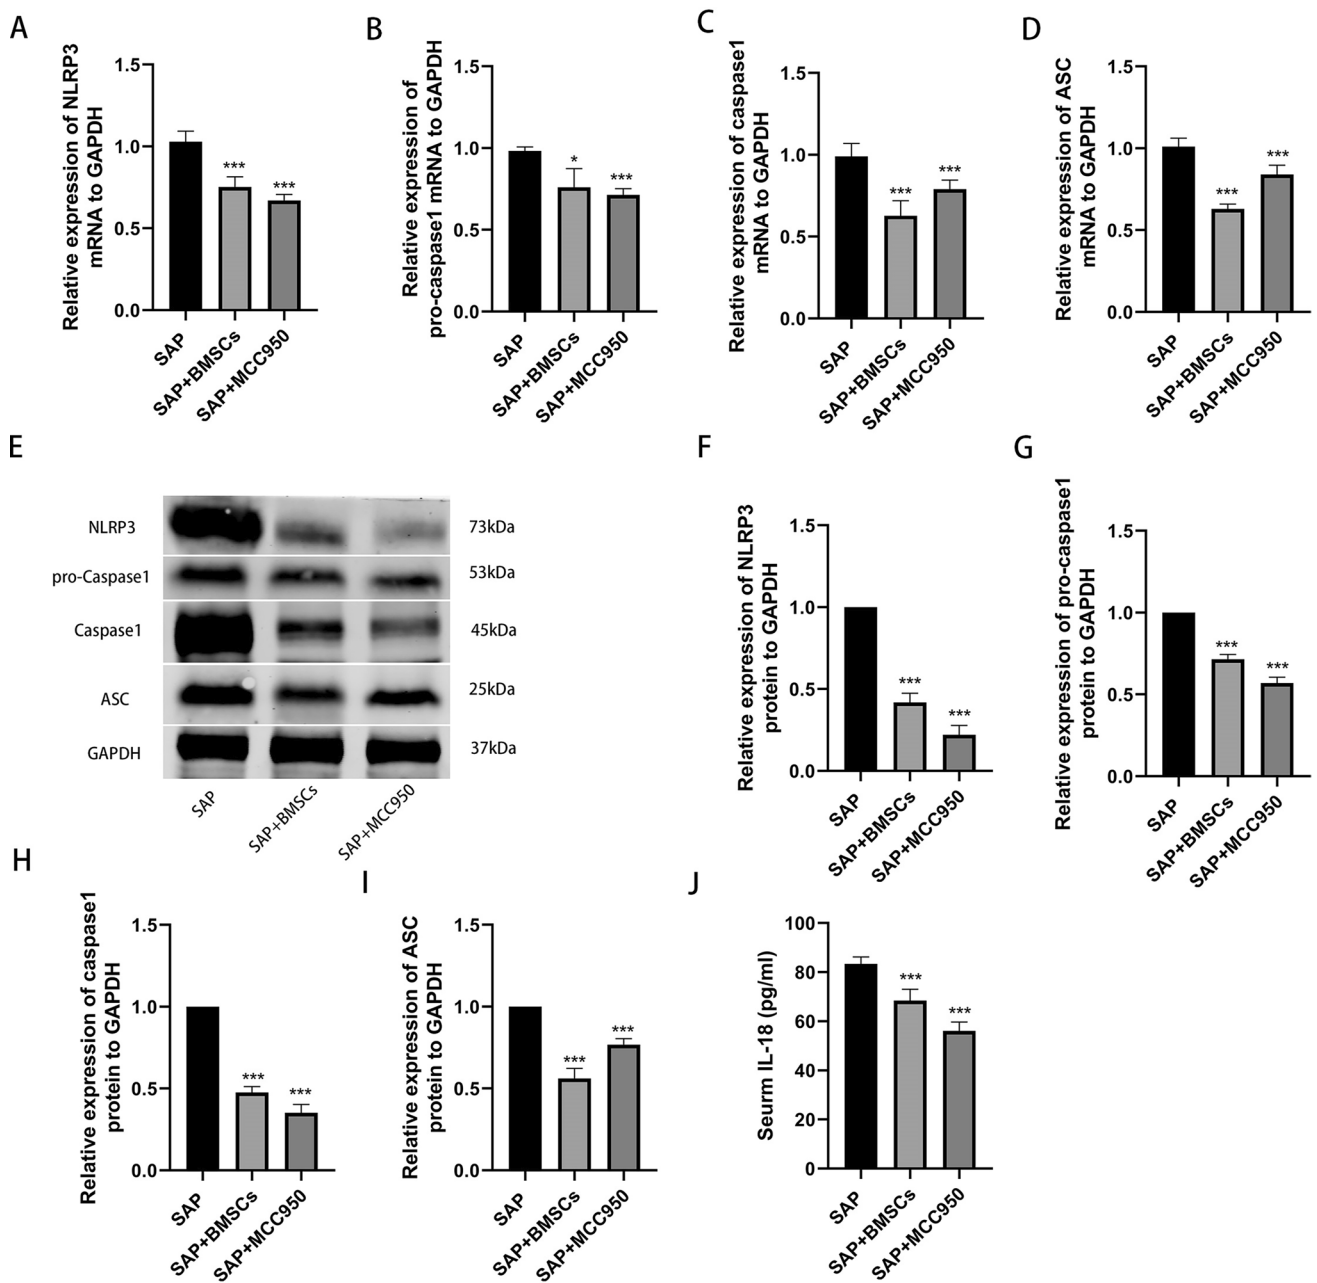 A
Relative expression of NLRP3
mRNA to GAPDH
1.5
1.0
0.5
0.0
***
***
SAP
SAP+BMSCs
SAP+MCC950
B
Relative expression of
pro-caspase1 mRNA to GAPDH
1.5
1.0
0.5
0.0
*
***
SAP
SAP+BMSCs
SAP+MCC950
C
Relative expression of caspase1
mRNA to GAPDH
1.5
1.0
0.5
0.0
***
***
SAP
SAP+BMSCs
SAP+MCC950
D
Relative expression of ASC
mRNA to GAPDH
1.5
1.0
0.5
0.0
***
***
SAP
SAP+BMSCs
SAP+MCC950
E
NLRP3
73kDa
pro-Caspase1
53kDa
Caspase1
45kDa
ASC
25kDa
GAPDH
37kDa
SAP
SAP+BMSCs
SAP+MCC950
F
Relative expression of NLRP3
protein to GAPDH
1.5
1.0
0.5
0.0
***
***
SAP
SAP+BMSCs
SAP+MCC950
G
Relative expression of pro-caspase1
protein to GAPDH
1.5
1.0
0.5
0.0
***
***
SAP
SAP+BMSCs
SAP+MCC950
H
Relative expression of caspase1
protein to GAPDH
1.5
1.0
0.5
0.0
***
***
SAP
SAP+BMSCs
SAP+MCC950
I
Relative expression of ASC
protein to GAPDH
1.5
1.0
0.5
0.0
***
***
SAP
SAP+BMSCs
SAP+MCC950
J
Seurm IL-18 (pg/ml)
100
80
60
40
20
0
***
***
SAP
SAP+BMSCs
SAP+MCC950